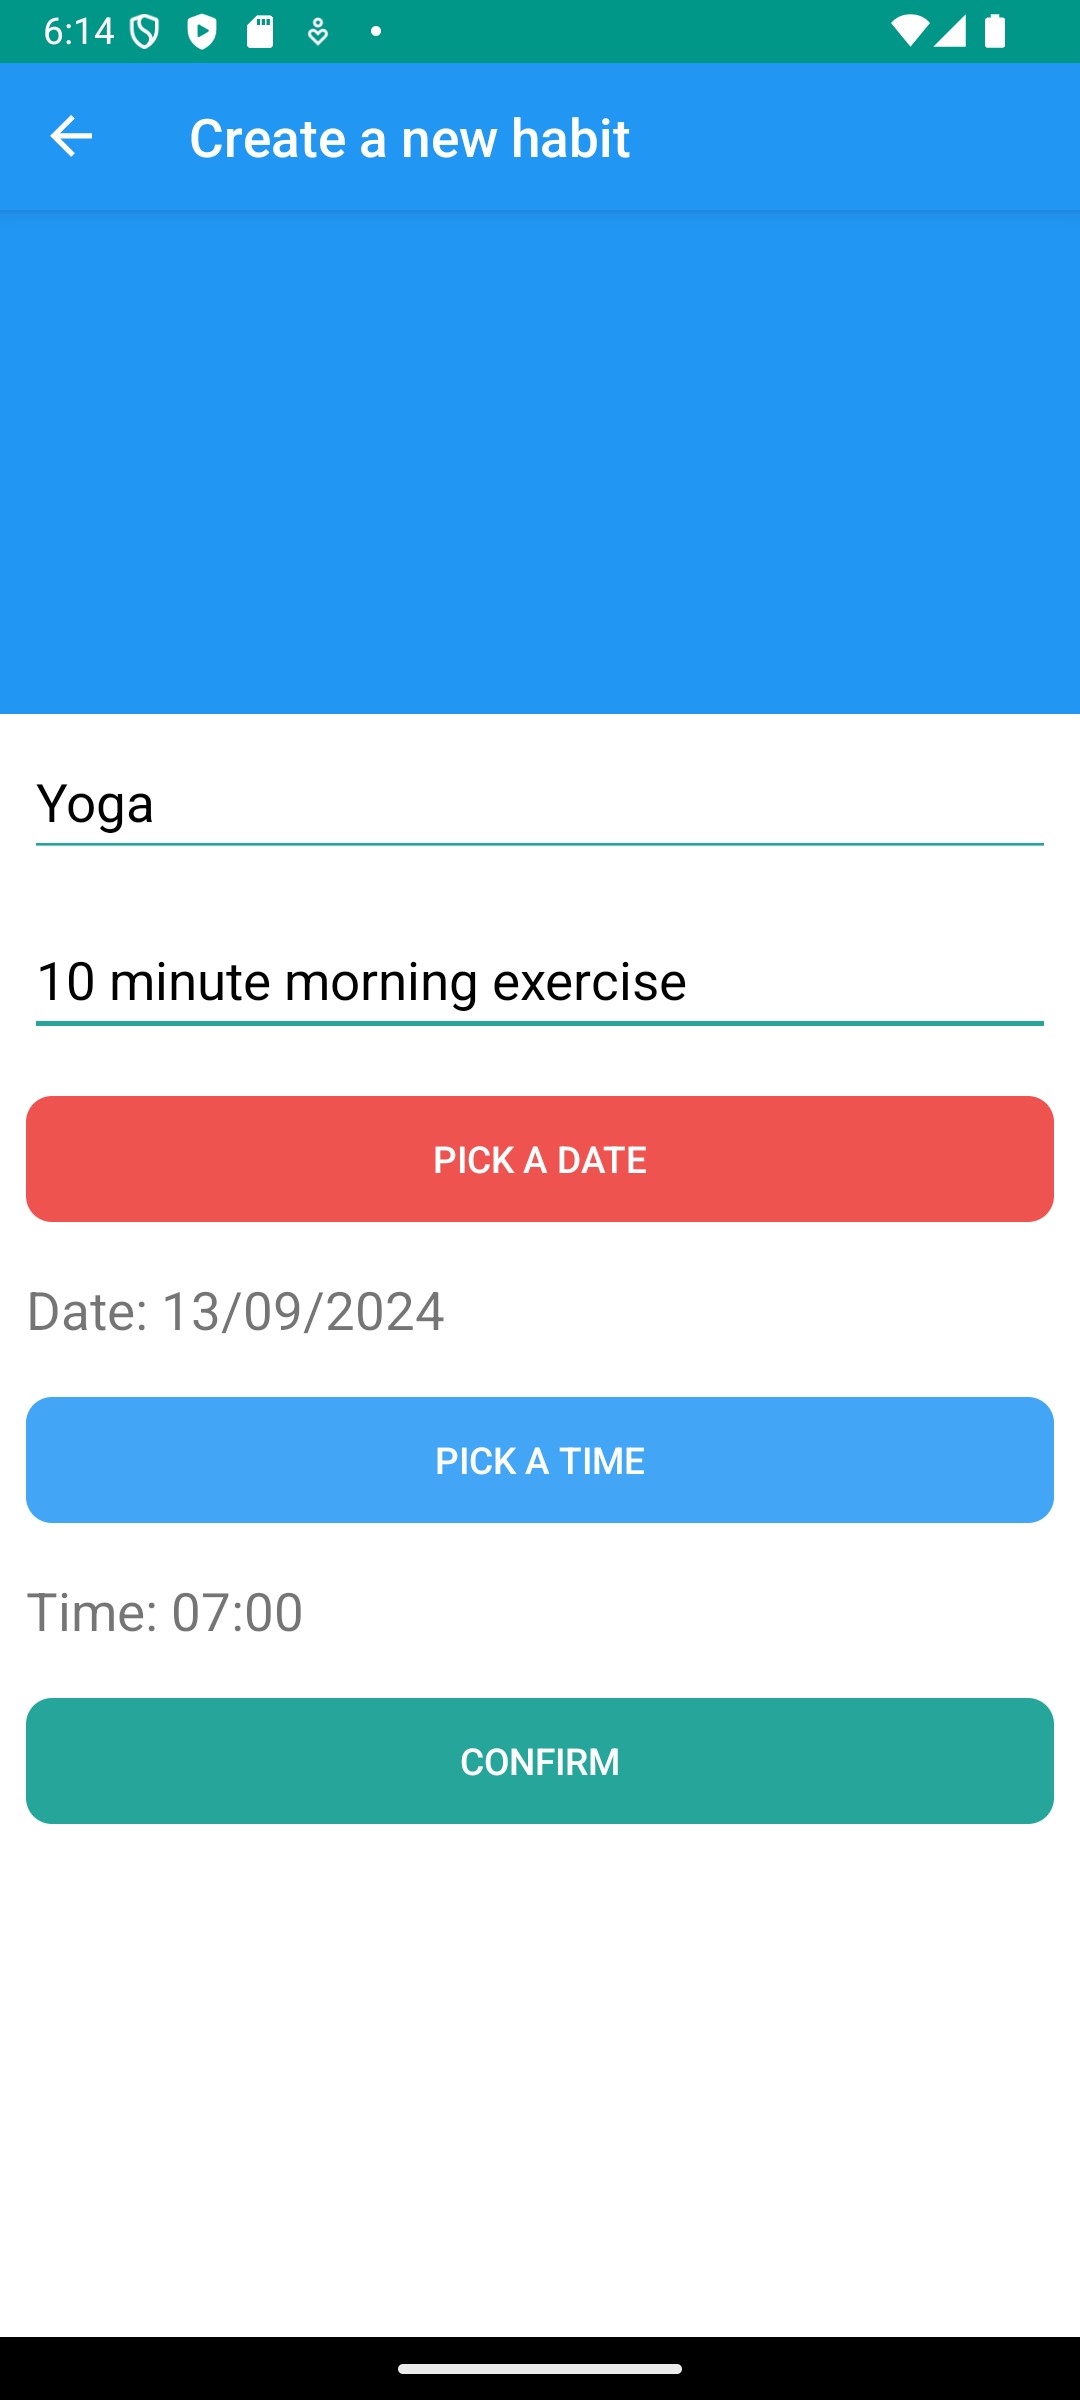 6:14
Create a new habit
Yoga
10 minute morning exercise
PICK A DATE
Date: 13/09/2024
PICK A TIME
Time: 07:00
CONFIRM